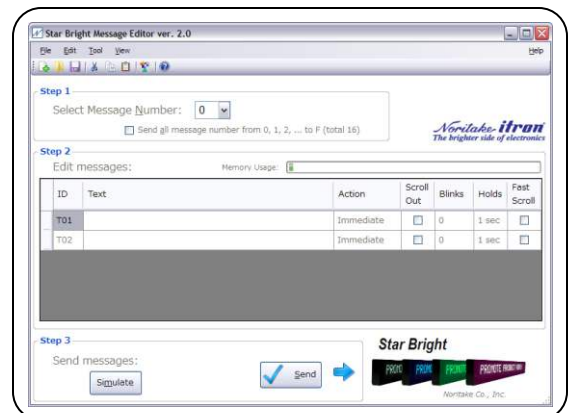 Star Bright Message Editor ver. 2.0
File Edit Tool View Help
Step 1
Select Message Number: 0
Send all message number from 0, 1, 2, ... to F (total 16)
Noritake itron
The brighter side of electronics
Step 2
Edit messages: Memory Usage:
ID Text Action Scroll Out Blinks Holds Fast Scroll
T01 Immediate 0 1 sec
T02 Immediate 0 1 sec
Step 3
Send messages:
Simulate
Send
Star Bright
Noritake Co., Inc.